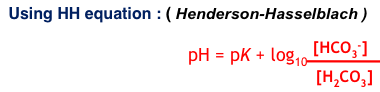 Using HH equation : ( Henderson-Hasselblach )
pH = pK + log₁₀ [HCO₃⁻]
[H₂CO₃]